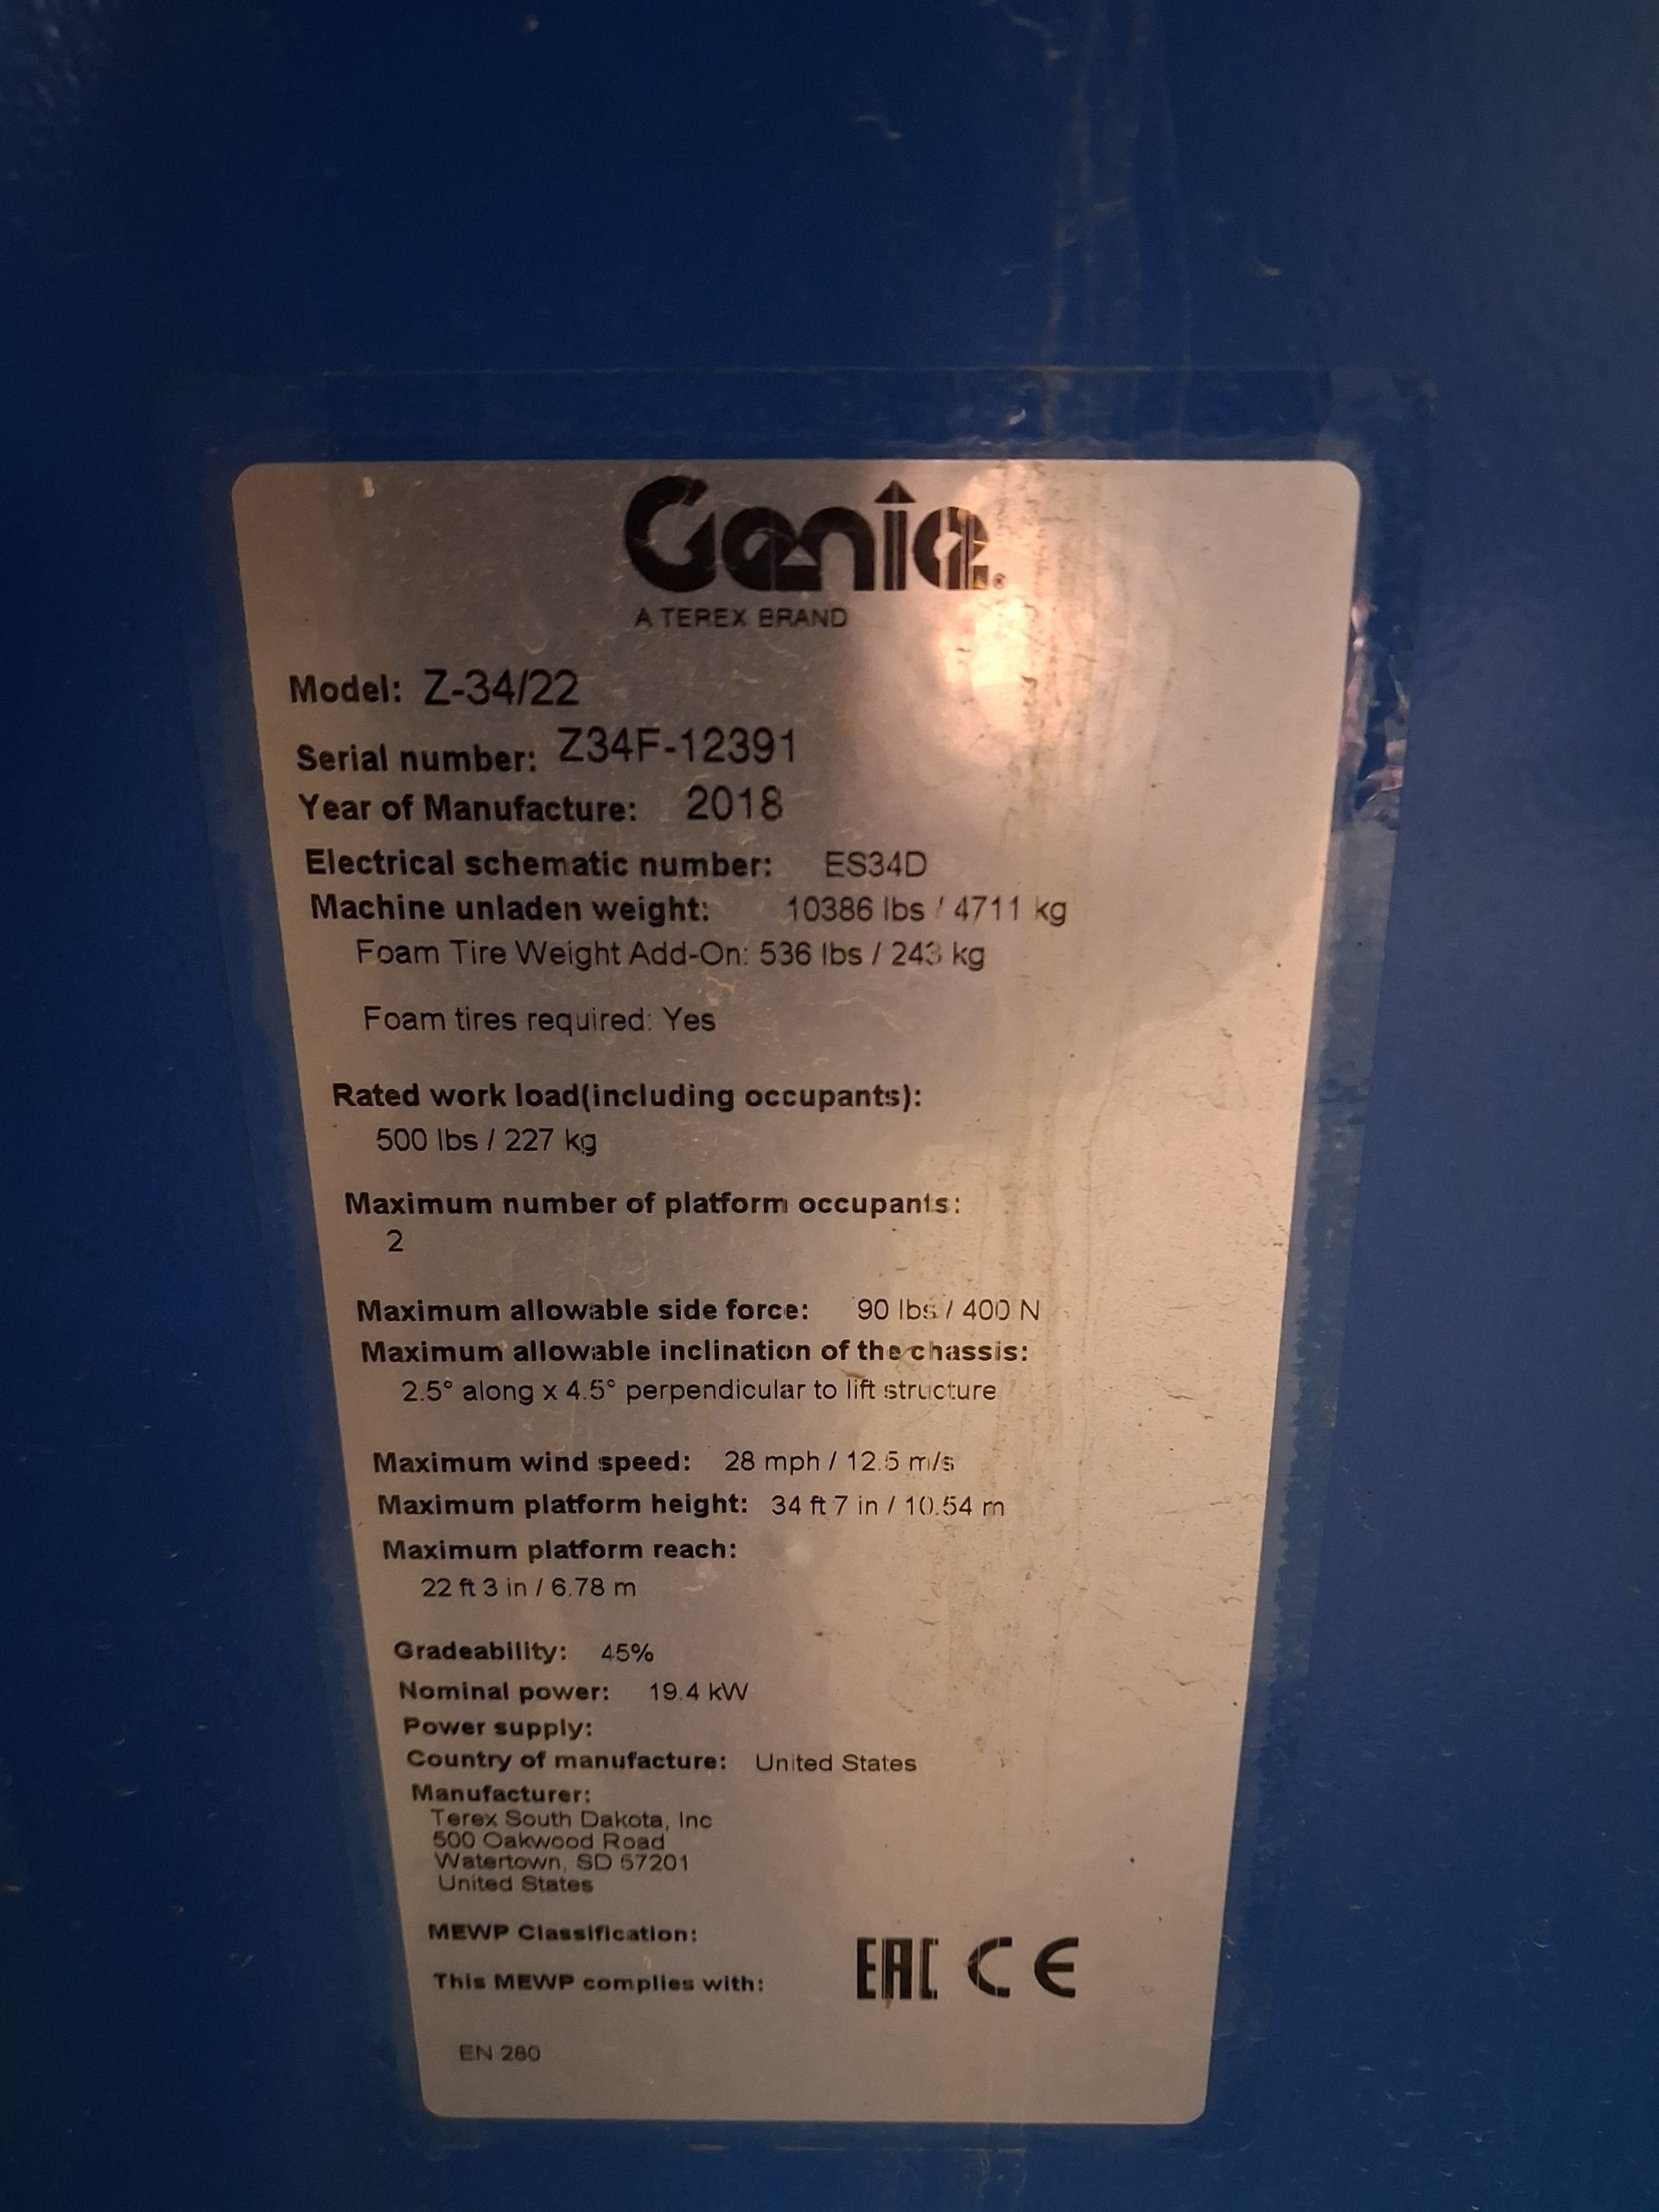 Genie
A TEREX BRAND
Model: Z-34/22
Serial number: Z34F-12391
Year of Manufacture: 2018
Electrical schematic number: ES34D
Machine unladen weight: 10386 lbs / 4711 kg
Foam Tire Weight Add-On: 536 lbs / 243 kg
Foam tires required: Yes
Rated work load(including occupants):
500 lbs / 227 kg
Maximum number of platform occupants:
2
Maximum allowable side force: 90 lbs / 400 N
Maximum allowable inclination of the chassis:
2.5° along x 4.5° perpendicular to lift structure
Maximum wind speed: 28 mph / 12.5 m/s
Maximum platform height: 34 ft 7 in / 10.54 m
Maximum platform reach:
22 ft 3 in / 6.78 m
Gradeability: 45%
Nominal power: 19.4 kW
Power supply:
Country of manufacture: United States
Manufacturer:
Terex South Dakota, Inc
500 Oakwood Road
Watertown, SD 57201
United States
MEWP Classification:
This MEWP complies with: EAC CE
EN 280